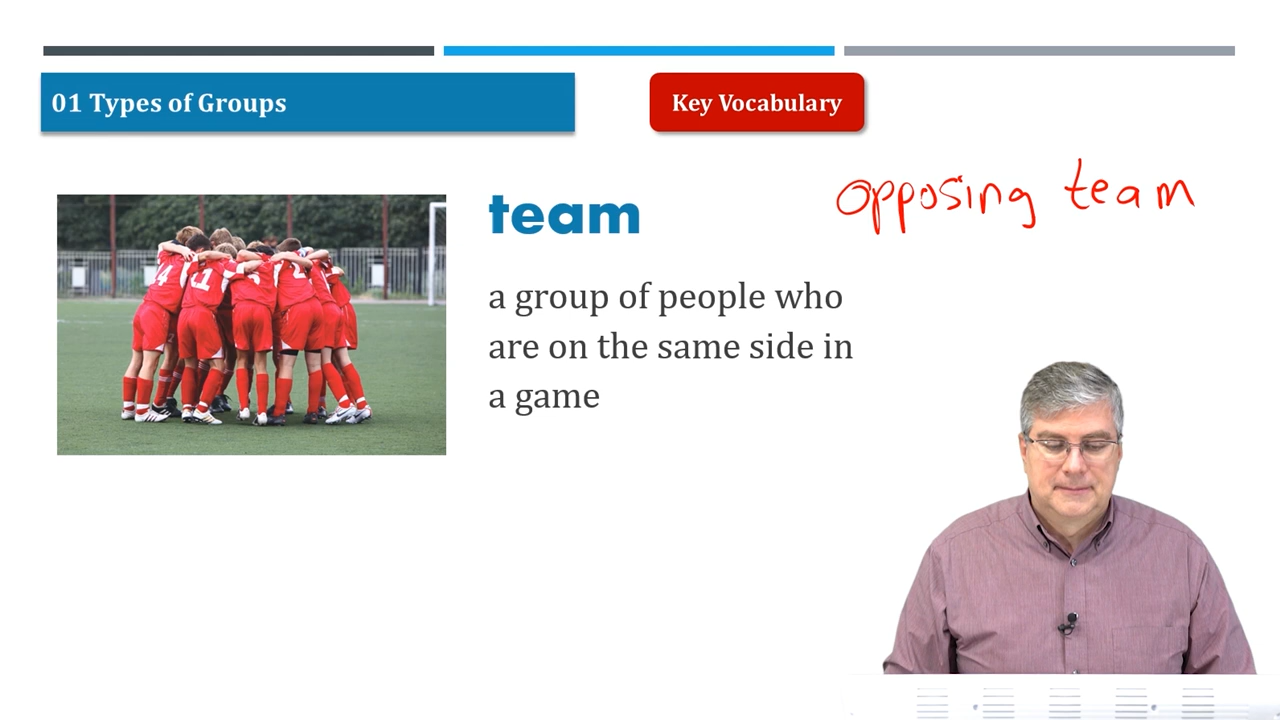 01 Types of Groups
Key Vocabulary
team
opposing team
a group of people who
are on the same side in
a game